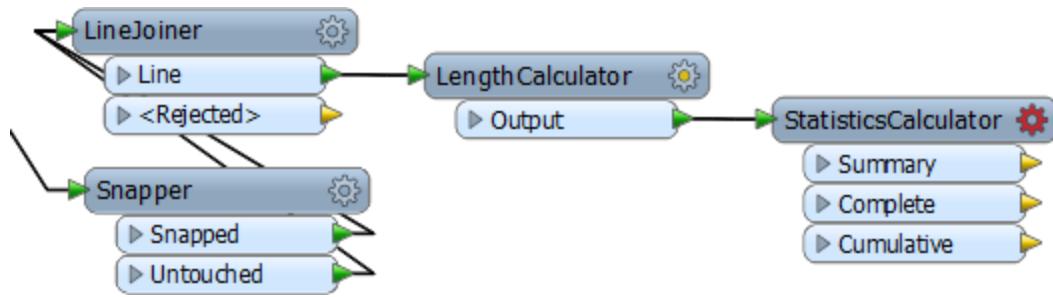 LineJoiner
Line
<Rejected>
LengthCalculator
Output
StatisticsCalculator
Summary
Complete
Cumulative
Snapper
Snapped
Untouched